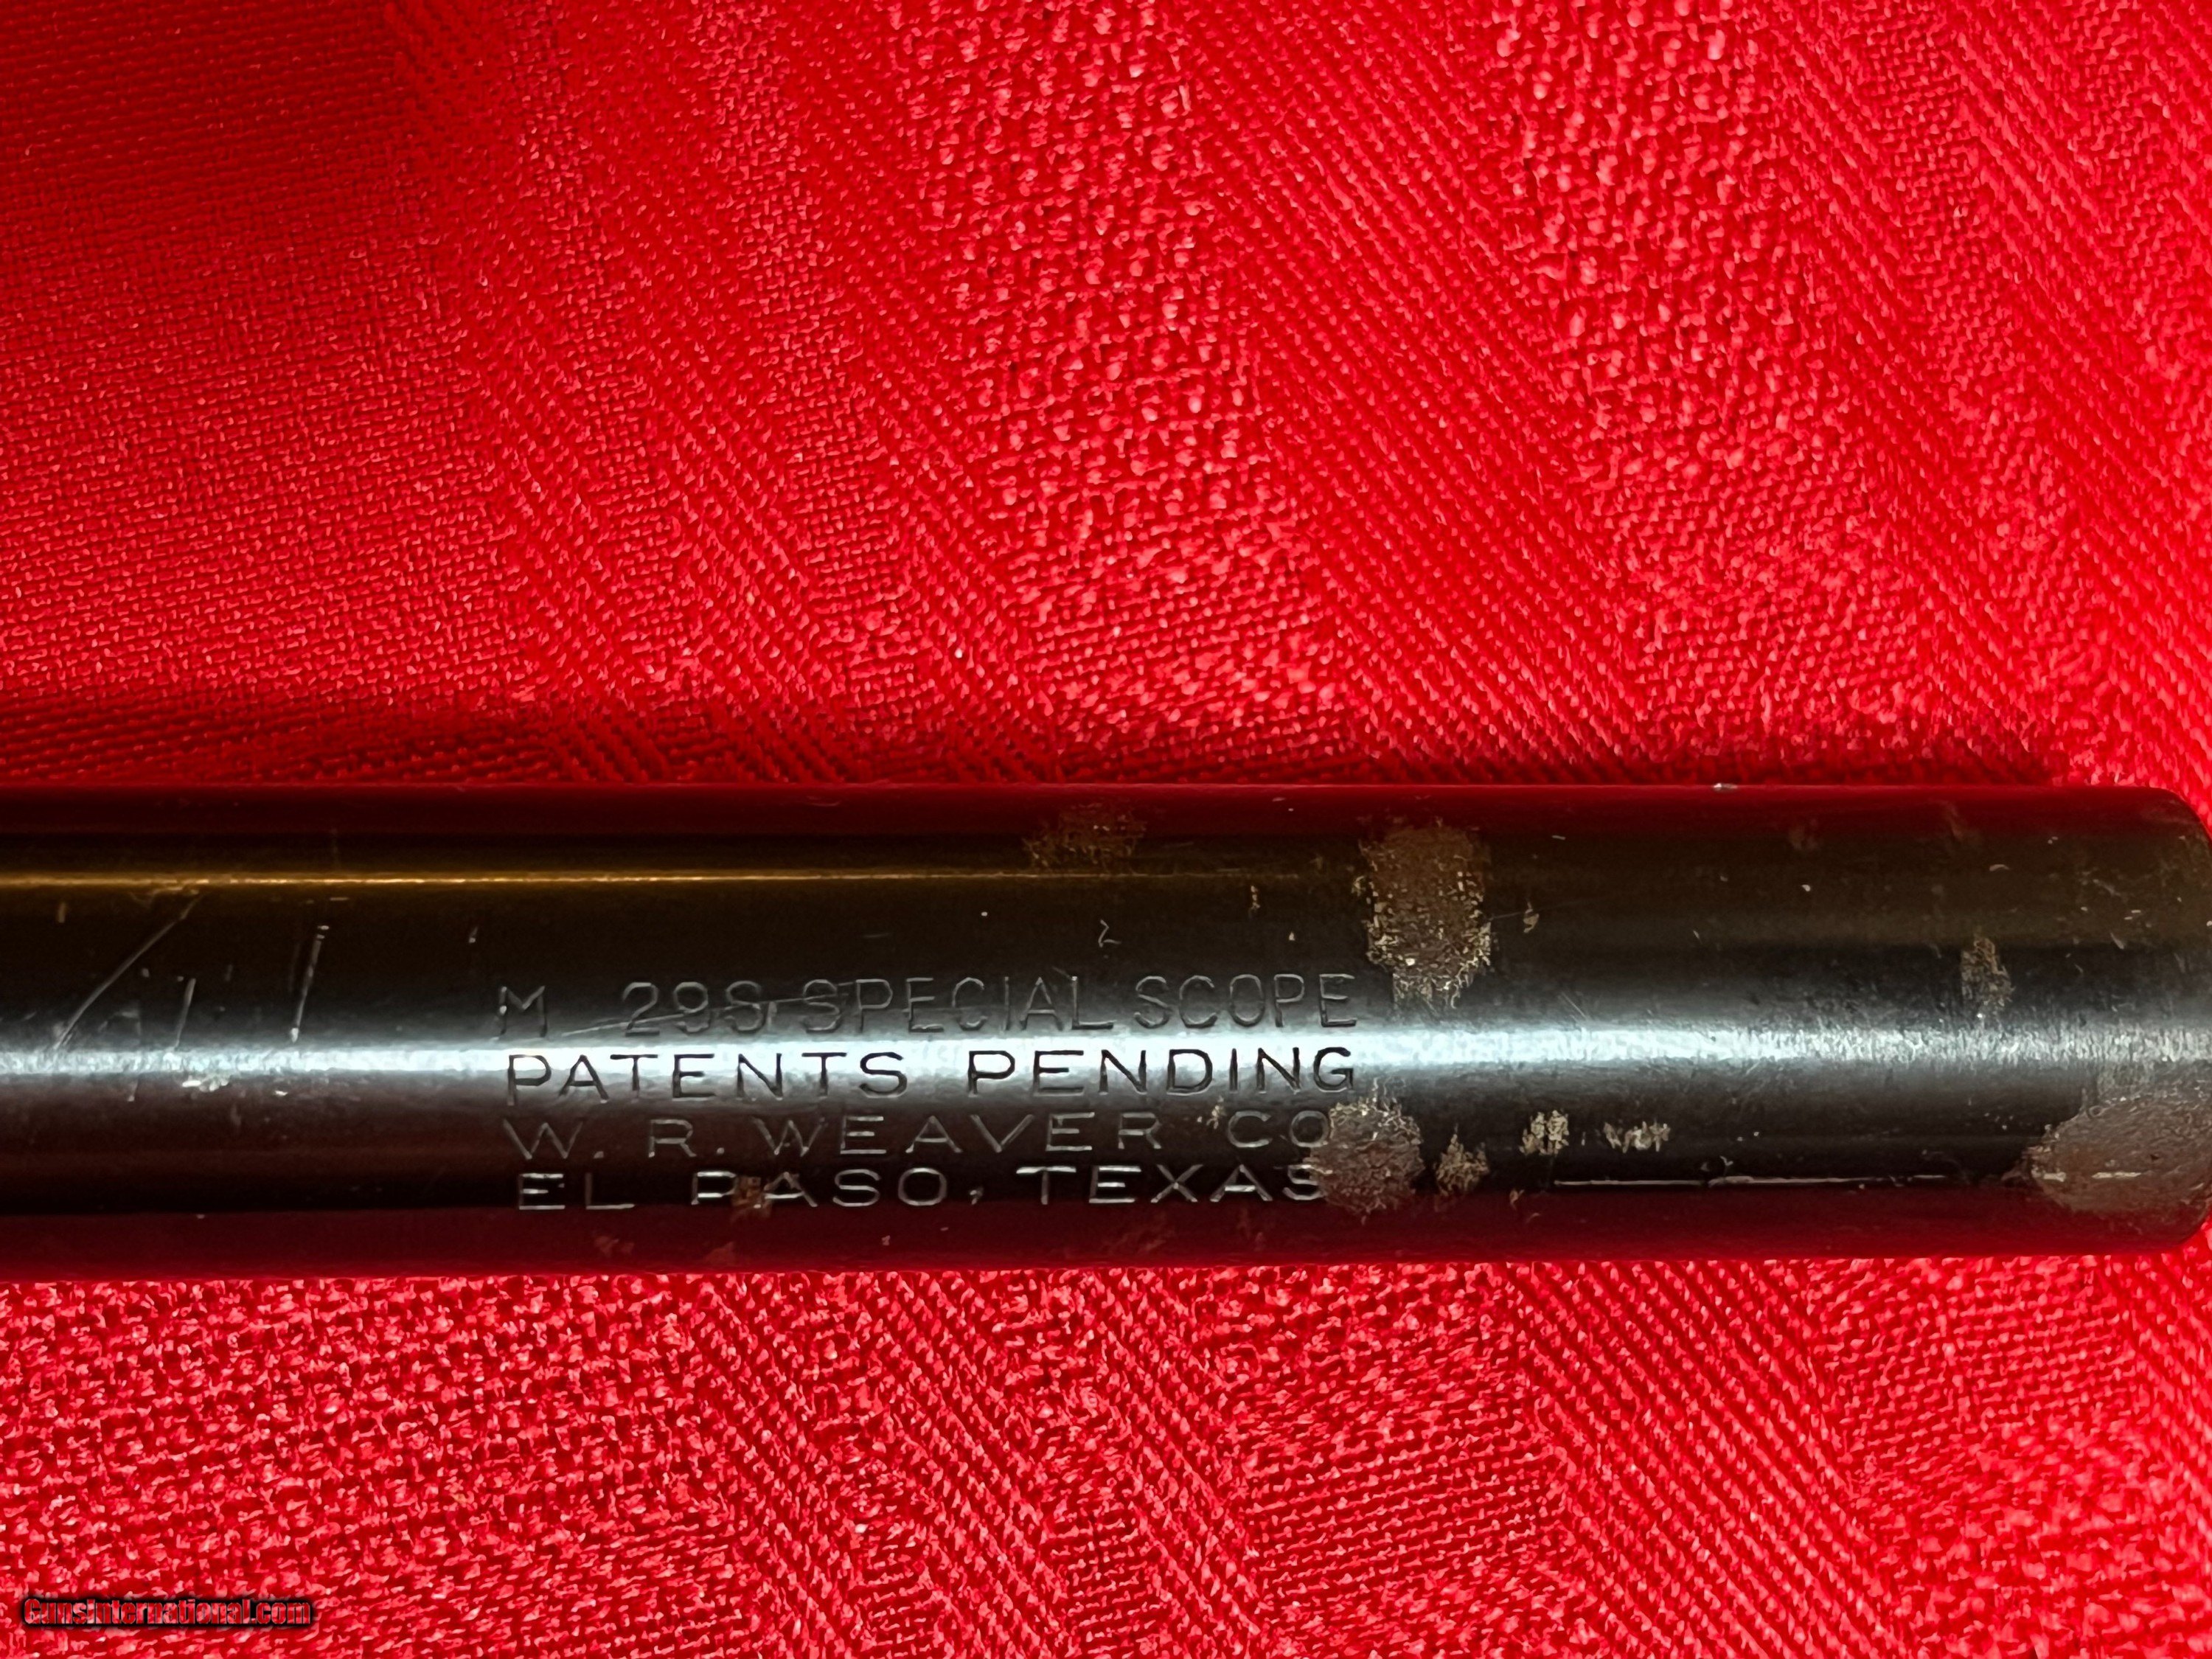 M 29S SPECIAL SCOPE
PATENTS PENDING
W. R. WEAVER CO
EL PASO, TEXAS
GunsInternational.com